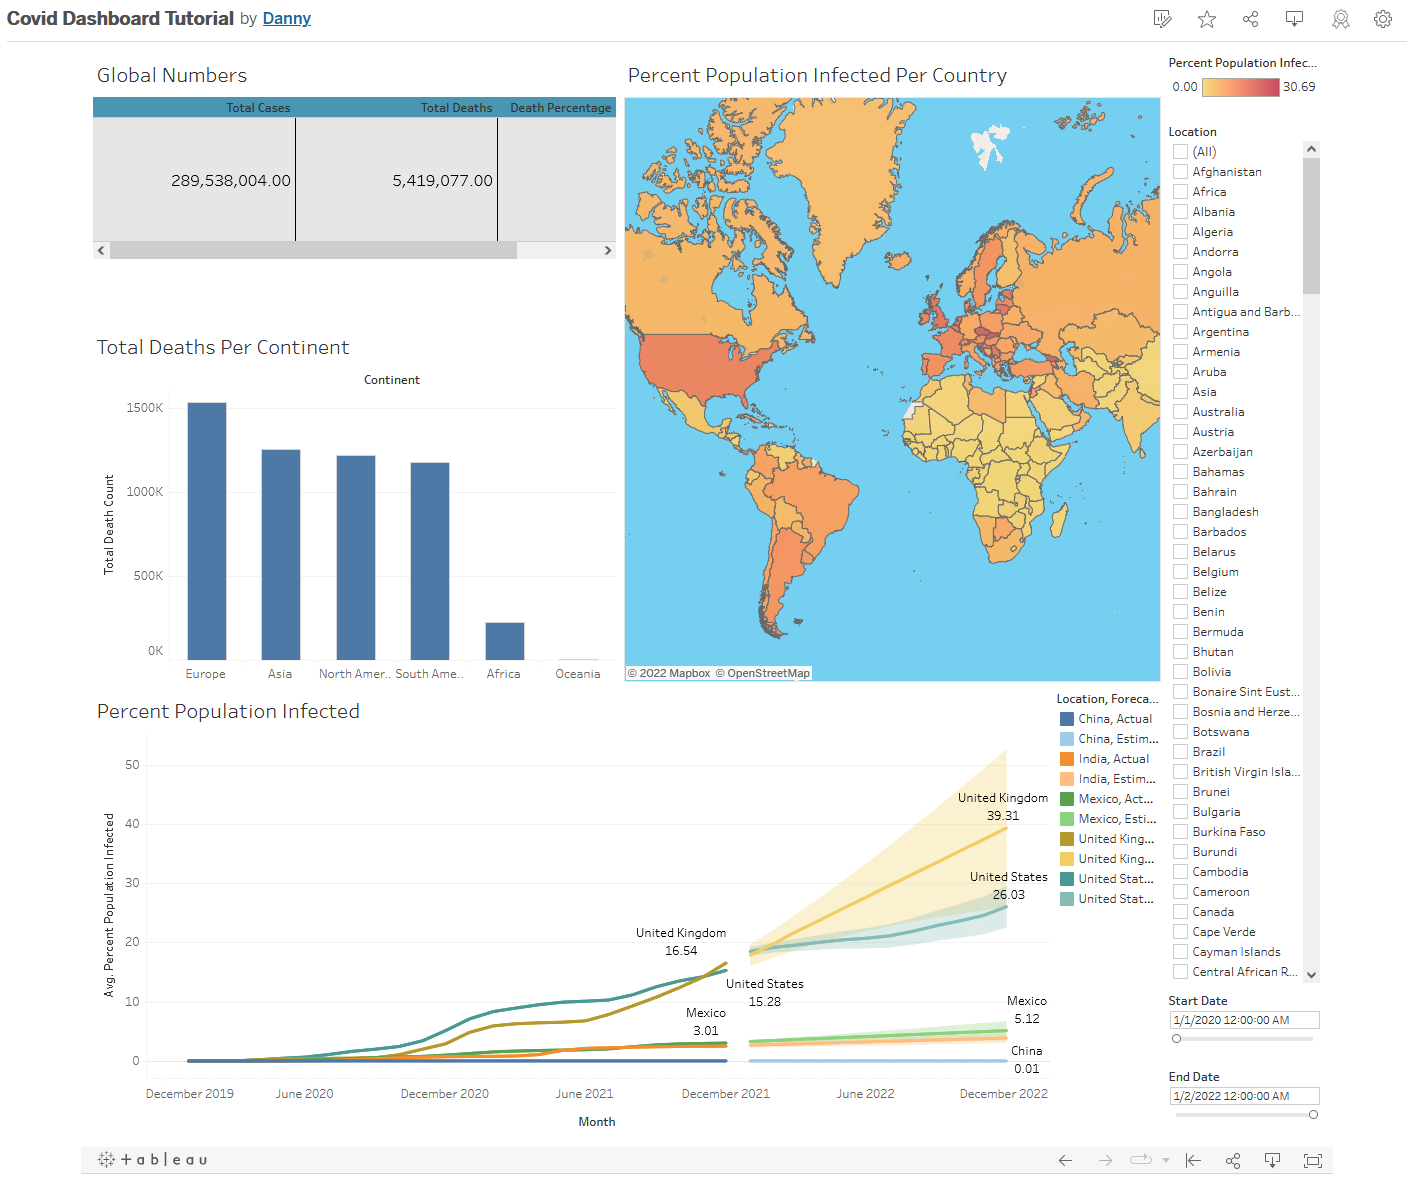 Covid Dashboard Tutorial by Danny
Global Numbers
Total Cases Total Deaths Death Percentage
289,538,004.00 5,419,077.00
Total Deaths Per Continent
Continent
Total Death Count
1500K
1000K
500K
0K
Europe Asia North Amer.. South Ame.. Africa Oceania
Percent Population Infected Per Country
© 2022 Mapbox © OpenStreetMap
Percent Population Infected
Avg. Percent Population Infected
50
40
30
20
10
0
United Kingdom
39.31
United States
26.03
United Kingdom
16.54
United States
15.28
Mexico
3.01
Mexico
5.12
China
0.01
December 2019 June 2020 December 2020 June 2021 December 2021 June 2022 December 2022
Month
Location, Foreca...
China, Actual
China, Estim...
India, Actual
India, Estim...
Mexico, Act...
Mexico, Esti...
United King...
United King...
United Stat...
United Stat...
Percent Population Infec...
0.00 30.69
Location
(All)
Afghanistan
Africa
Albania
Algeria
Andorra
Angola
Anguilla
Antigua and Barb...
Argentina
Armenia
Aruba
Asia
Australia
Austria
Azerbaijan
Bahamas
Bahrain
Bangladesh
Barbados
Belarus
Belgium
Belize
Benin
Bermuda
Bhutan
Bolivia
Bonaire Sint Eust...
Bosnia and Herze...
Botswana
Brazil
British Virgin Isla...
Brunei
Bulgaria
Burkina Faso
Burundi
Cambodia
Cameroon
Canada
Cape Verde
Cayman Islands
Central African R...
Start Date
1/1/2020 12:00:00 AM
End Date
1/2/2022 12:00:00 AM
+ a b | e a u